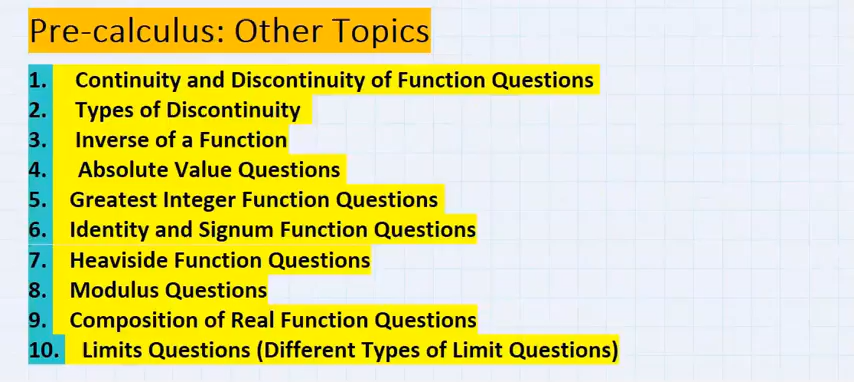 Pre-calculus: Other Topics
1. Continuity and Discontinuity of Function Questions
2. Types of Discontinuity
3. Inverse of a Function
4. Absolute Value Questions
5. Greatest Integer Function Questions
6. Identity and Signum Function Questions
7. Heaviside Function Questions
8. Modulus Questions
9. Composition of Real Function Questions
10. Limits Questions (Different Types of Limit Questions)